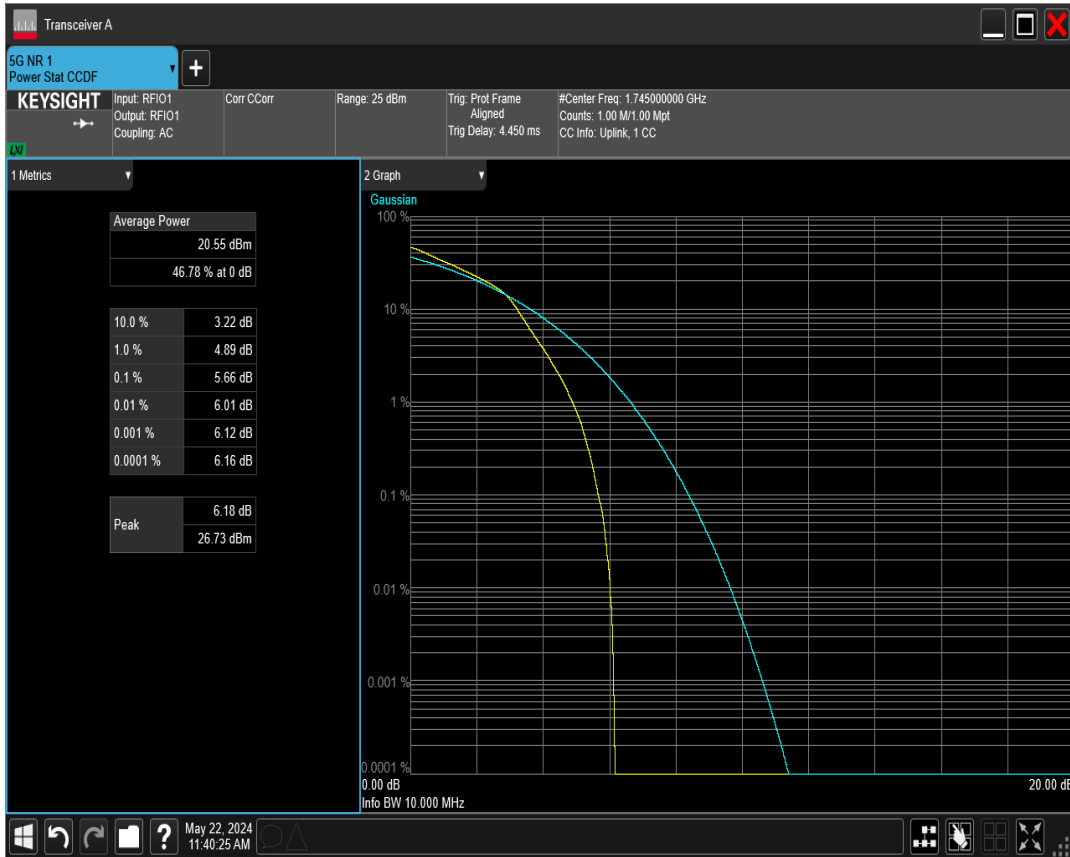 Transceiver A
5G NR 1
Power Stat CCDF
KEYSIGHT
LXI
Input: RFIO1
Output: RFIO1
Coupling: AC
Corr CCorr
Range: 25 dBm
Trig: Prot Frame
Aligned
Trig Delay: 4.450 ms
#Center Freq: 1.745000000 GHz
Counts: 1.00 M/1.00 Mpt
CC Info: Uplink, 1 CC
1 Metrics
Average Power
20.55 dBm
46.78 % at 0 dB
10.0 % 3.22 dB
1.0 % 4.89 dB
0.1 % 5.66 dB
0.01 % 6.01 dB
0.001 % 6.12 dB
0.0001 % 6.16 dB
Peak
6.18 dB
26.73 dBm
2 Graph
Gaussian
100 %
10 %
1 %
0.1 %
0.01 %
0.001 %
0.0001 %
0.00 dB 20.00 dB
Info BW 10.000 MHz
?
May 22, 2024
11:40:25 AM